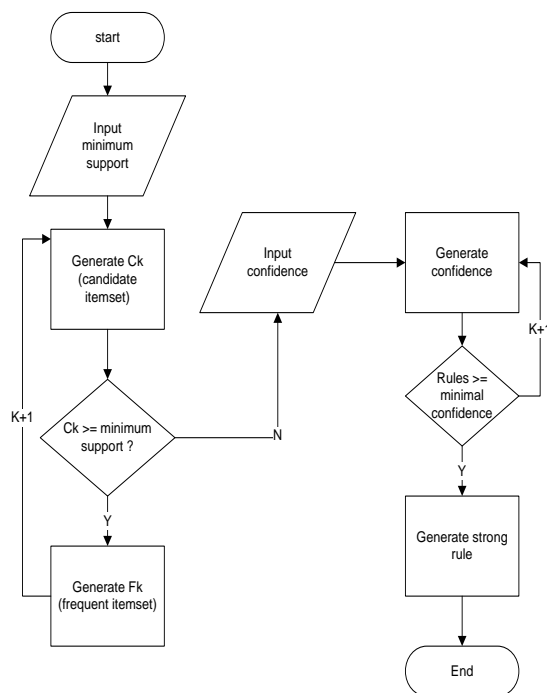 start
Input
minimum
support
Generate Ck
(candidate
itemset)
Ck >= minimum
support ?
N
Y
K+1
Generate Fk
(frequent itemset)
Input
confidence
Generate
confidence
K+1
Rules >=
minimal
confidence
Y
Generate strong
rule
End